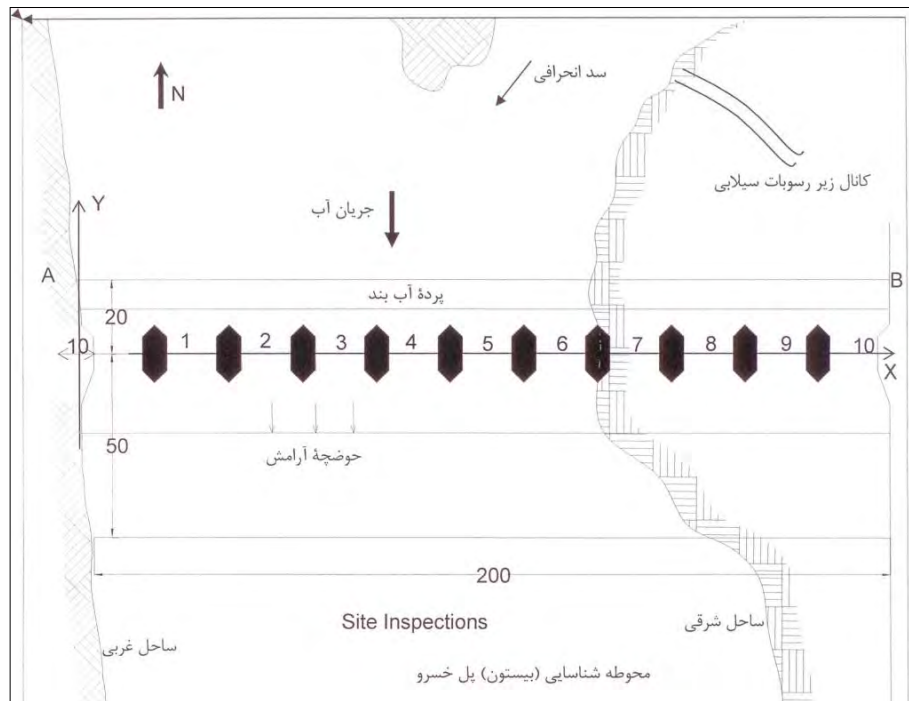 سد انحرافی
N
کانال زیر رسوبات سیلابی
Y
جریان آب
A
B
پردهٔ آب بند
20
10 1 2 3 4 5 6 7 8 9 10
X
50
حوضچهٔ آرامش
200
Site Inspections
ساحل شرقی
ساحل غربی
محوطه شناسایی (بیستون) پل خسرو